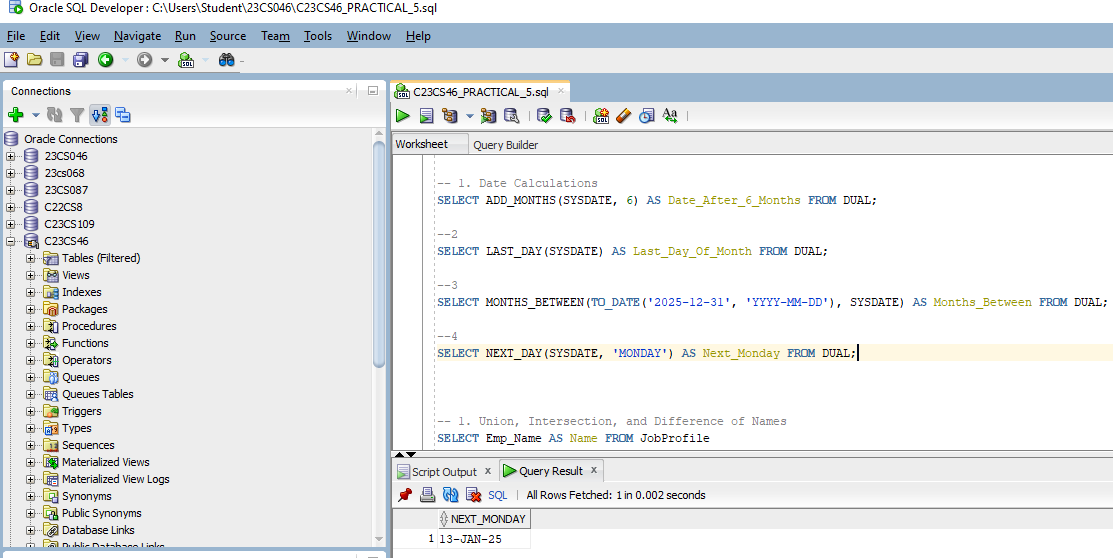 Oracle SQL Developer : C:\Users\Student\23CS046\C23CS46_PRACTICAL_5.sql
File Edit View Navigate Run Source Team Tools Window Help
Connections
Oracle Connections
23CS046
23cs068
23CS087
C22CS8
C23CS109
C23CS46
Tables (Filtered)
Views
Indexes
Packages
Procedures
Functions
Operators
Queues
Queues Tables
Triggers
Types
Sequences
Materialized Views
Materialized View Logs
Synonyms
Public Synonyms
Database Links
Public Database Links
C23CS46_PRACTICAL_5.sql
Worksheet Query Builder
-- 1. Date Calculations
SELECT ADD_MONTHS(SYSDATE, 6) AS Date_After_6_Months FROM DUAL;
--2
SELECT LAST_DAY(SYSDATE) AS Last_Day_Of_Month FROM DUAL;
--3
SELECT MONTHS_BETWEEN(TO_DATE('2025-12-31', 'YYYY-MM-DD'), SYSDATE) AS Months_Between FROM DUAL;
--4
SELECT NEXT_DAY(SYSDATE, 'MONDAY') AS Next_Monday FROM DUAL;
-- 1. Union, Intersection, and Difference of Names
SELECT Emp_Name AS Name FROM JobProfile
Script Output x Query Result x
SQL | All Rows Fetched: 1 in 0.002 seconds
NEXT_MONDAY
1 13-JAN-25